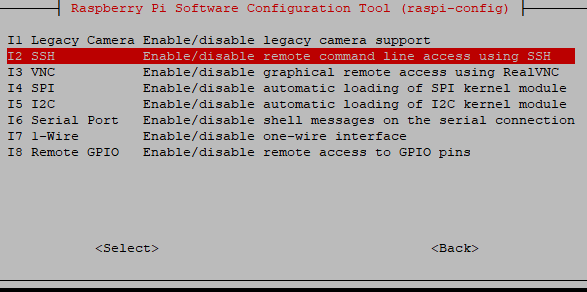 Raspberry Pi Software Configuration Tool (raspi-config)
I1 Legacy Camera Enable/disable legacy camera support
I2 SSH Enable/disable remote command line access using SSH
I3 VNC Enable/disable graphical remote access using RealVNC
I4 SPI Enable/disable automatic loading of SPI kernel module
I5 I2C Enable/disable automatic loading of I2C kernel module
I6 Serial Port Enable/disable shell messages on the serial connection
I7 1-Wire Enable/disable one-wire interface
I8 Remote GPIO Enable/disable remote access to GPIO pins
<Select> <Back>